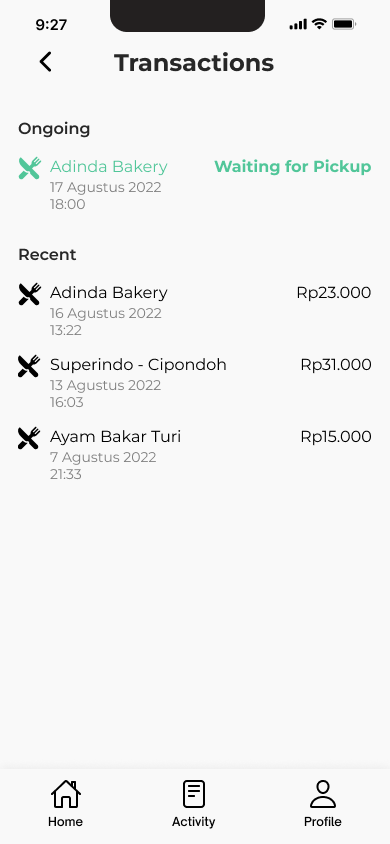 9:27
Transactions
Ongoing
Adinda Bakery Waiting for Pickup
17 Agustus 2022
18:00
Recent
Adinda Bakery Rp23.000
16 Agustus 2022
13:22
Superindo - Cipondoh Rp31.000
13 Agustus 2022
16:03
Ayam Bakar Turi Rp15.000
7 Agustus 2022
21:33
Home Activity Profile